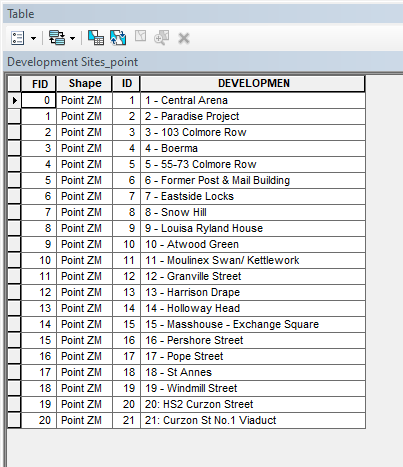 Table
Development Sites_point
FID Shape ID DEVELOPMEN
0 Point ZM 1 1 - Central Arena
1 Point ZM 2 2 - Paradise Project
2 Point ZM 3 3 - 103 Colmore Row
3 Point ZM 4 4 - Boerma
4 Point ZM 5 5 - 55-73 Colmore Row
5 Point ZM 6 6 - Former Post & Mail Building
6 Point ZM 7 7 - Eastside Locks
7 Point ZM 8 8 - Snow Hill
8 Point ZM 9 9 - Louisa Ryland House
9 Point ZM 10 10 - Atwood Green
10 Point ZM 11 11 - Moulinex Swan/ Kettlework
11 Point ZM 12 12 - Granville Street
12 Point ZM 13 13 - Harrison Drape
13 Point ZM 14 14 - Holloway Head
14 Point ZM 15 15 - Masshouse - Exchange Square
15 Point ZM 16 16 - Pershore Street
16 Point ZM 17 17 - Pope Street
17 Point ZM 18 18 - St Annes
18 Point ZM 19 19 - Windmill Street
19 Point ZM 20 20: HS2 Curzon Street
20 Point ZM 21 21: Curzon St No.1 Viaduct